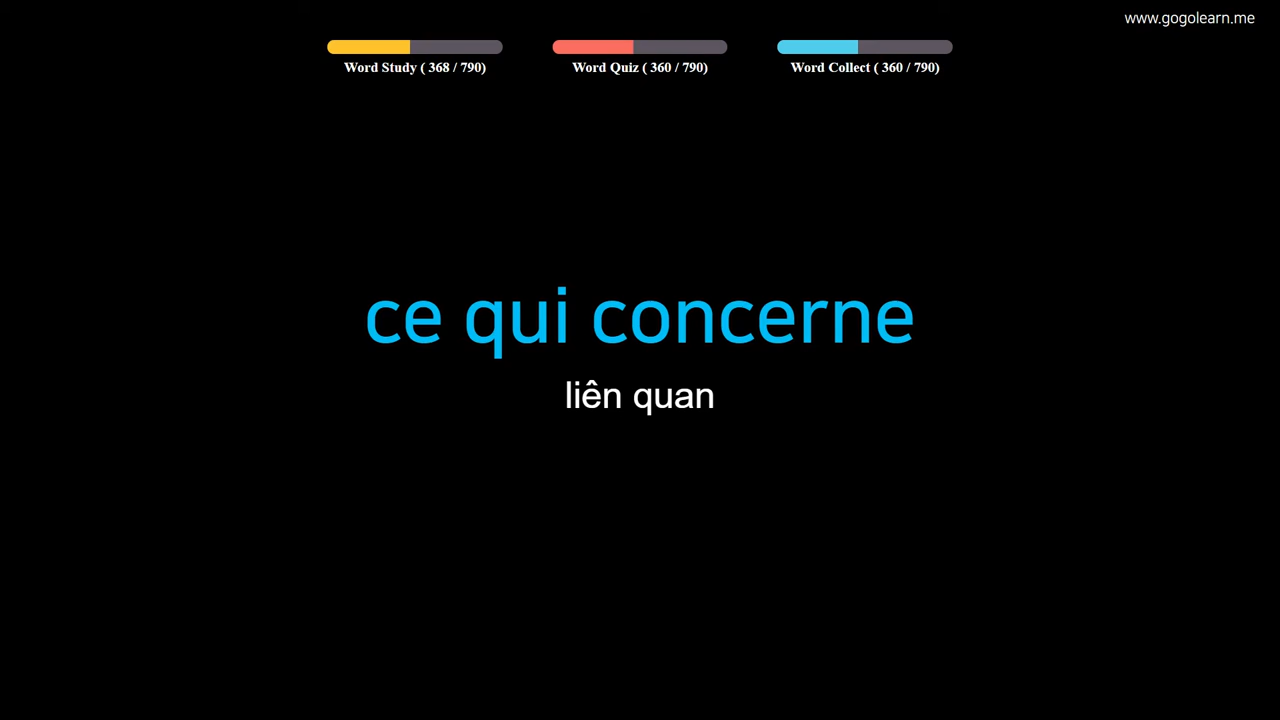 www.gogolearn.me
Word Study ( 368 / 790)
Word Quiz ( 360 / 790)
Word Collect ( 360 / 790)
ce qui concerne
liên quan